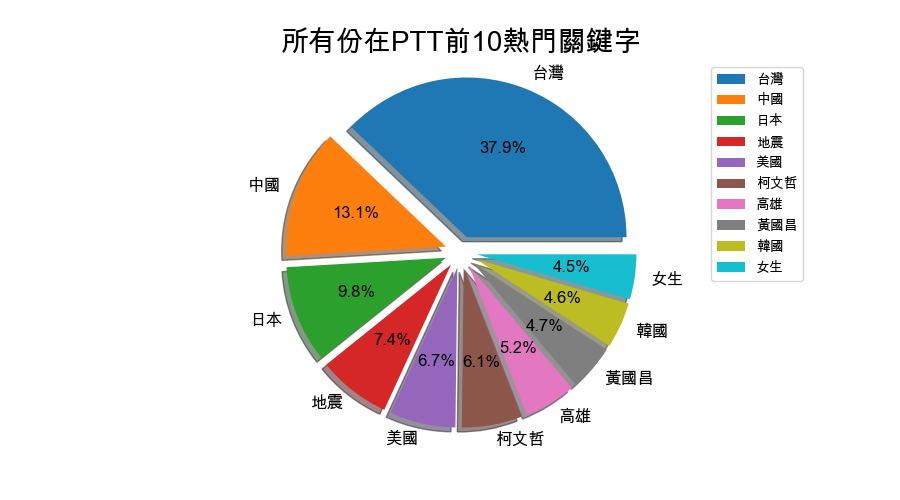 所有份在PTT前10熱門關鍵字
台灣
37.9%
中國
13.1%
日本
9.8%
地震
7.4%
美國
6.7%
柯文哲
6.1%
高雄
5.2%
黃國昌
4.7%
韓國
4.6%
女生
4.5%
台灣
中國
日本
地震
美國
柯文哲
高雄
黃國昌
韓國
女生